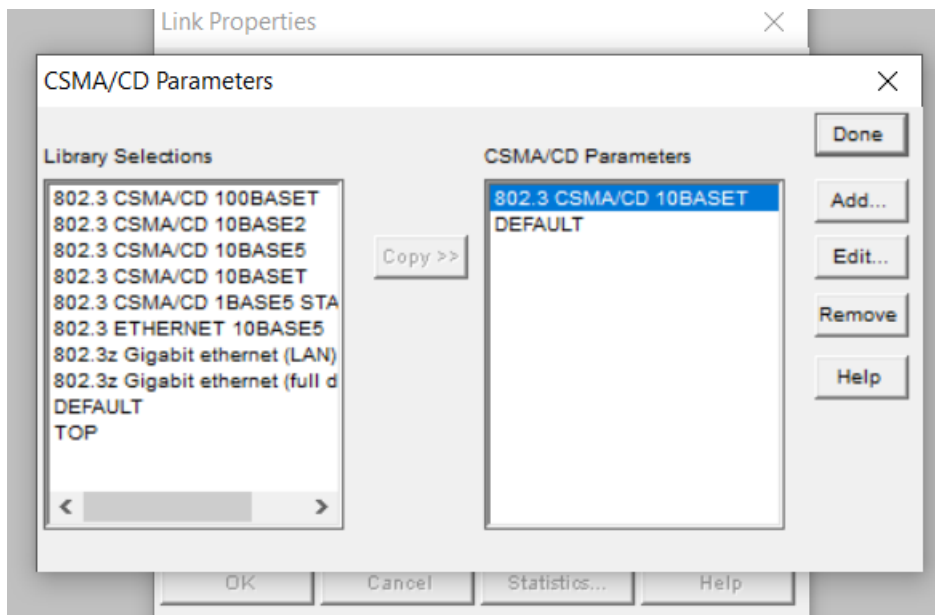 Link Properties
CSMA/CD Parameters
Library Selections
802.3 CSMA/CD 100BASET
802.3 CSMA/CD 10BASE2
802.3 CSMA/CD 10BASE5
802.3 CSMA/CD 10BASET
802.3 CSMA/CD 1BASE5 STA
802.3 ETHERNET 10BASE5
802.3z Gigabit ethernet (LAN)
802.3z Gigabit ethernet (full d
DEFAULT
TOP
Copy >>
CSMA/CD Parameters
802.3 CSMA/CD 10BASET
DEFAULT
Done
Add...
Edit...
Remove
Help
OK
Cancel
Statistics...
Help